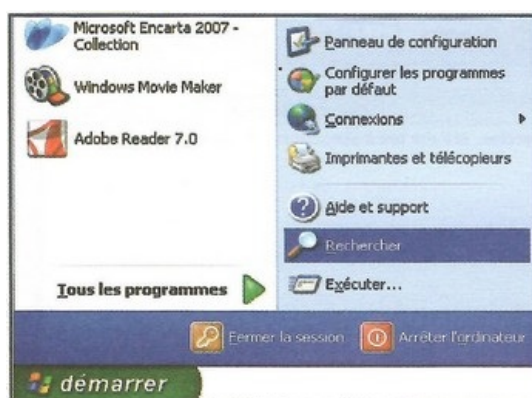 Microsoft Encarta 2007 -
Collection
Windows Movie Maker
Adobe Reader 7.0
Tous les programmes
Panneau de configuration
Configurer les programmes
par défaut
Connexions
Imprimantes et télécopieurs
Aide et support
Rechercher
Exécuter...
Fermer la session
Arrêter l'ordinateur
démarrer